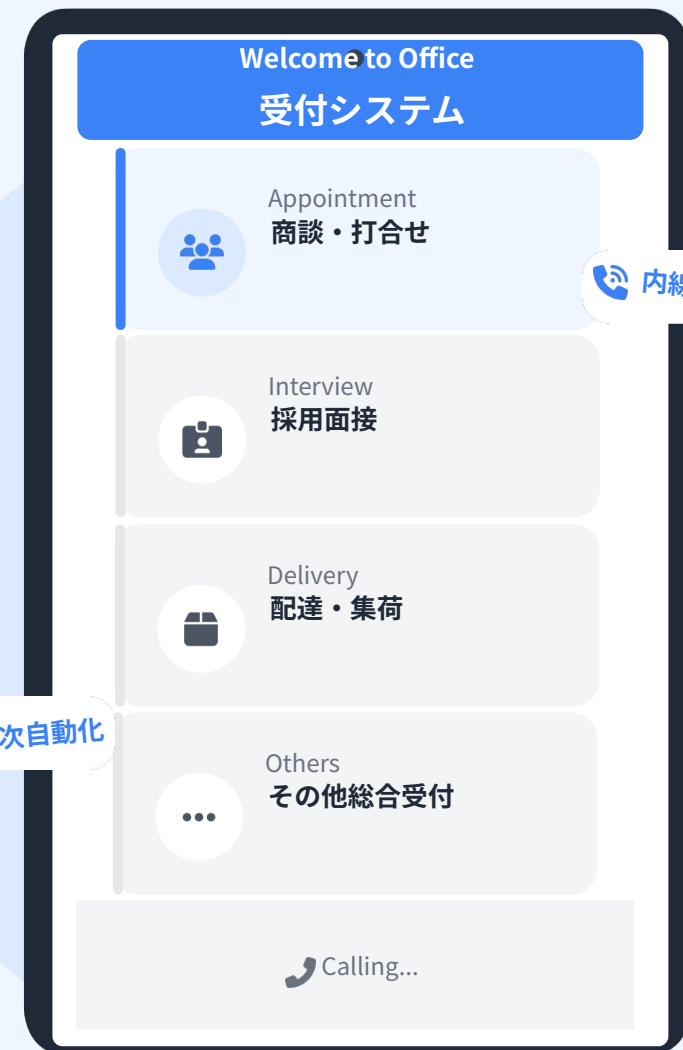 Welcome to Office
受付システム
Appointment
商談・打合せ
内線
Interview
採用面接
Delivery
配達・集荷
次自動化
Others
その他総合受付
Calling...